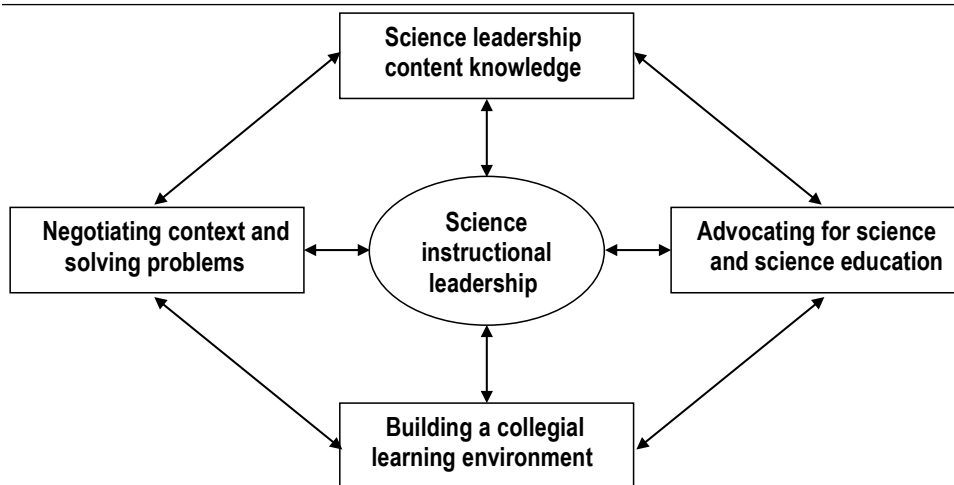 Science leadership
content knowledge
Negotiating context and
solving problems
Science
instructional
leadership
Advocating for science
and science education
Building a collegial
learning environment